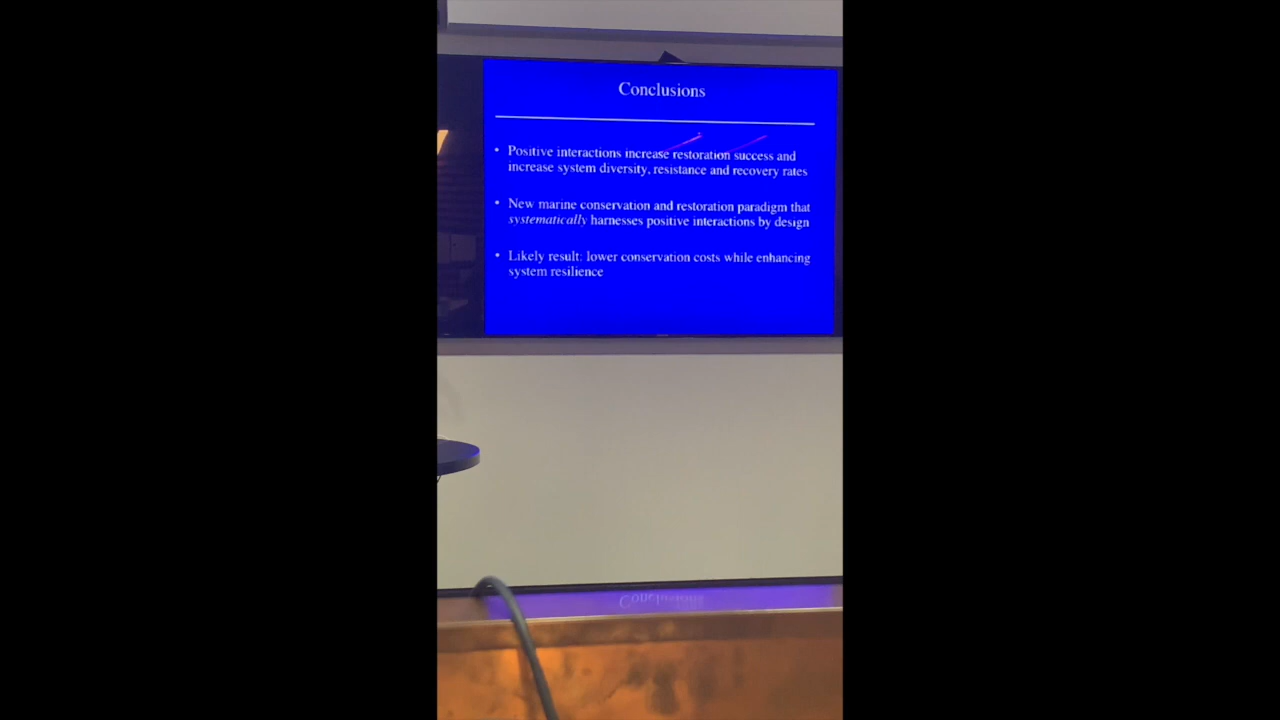 Conclusions
• Positive interactions increase restoration success and
increase system diversity, resistance and recovery rates
• New marine conservation and restoration paradigm that
systematically harnesses positive interactions by design
• Likely result: lower conservation costs while enhancing
system resilience
Conclusions